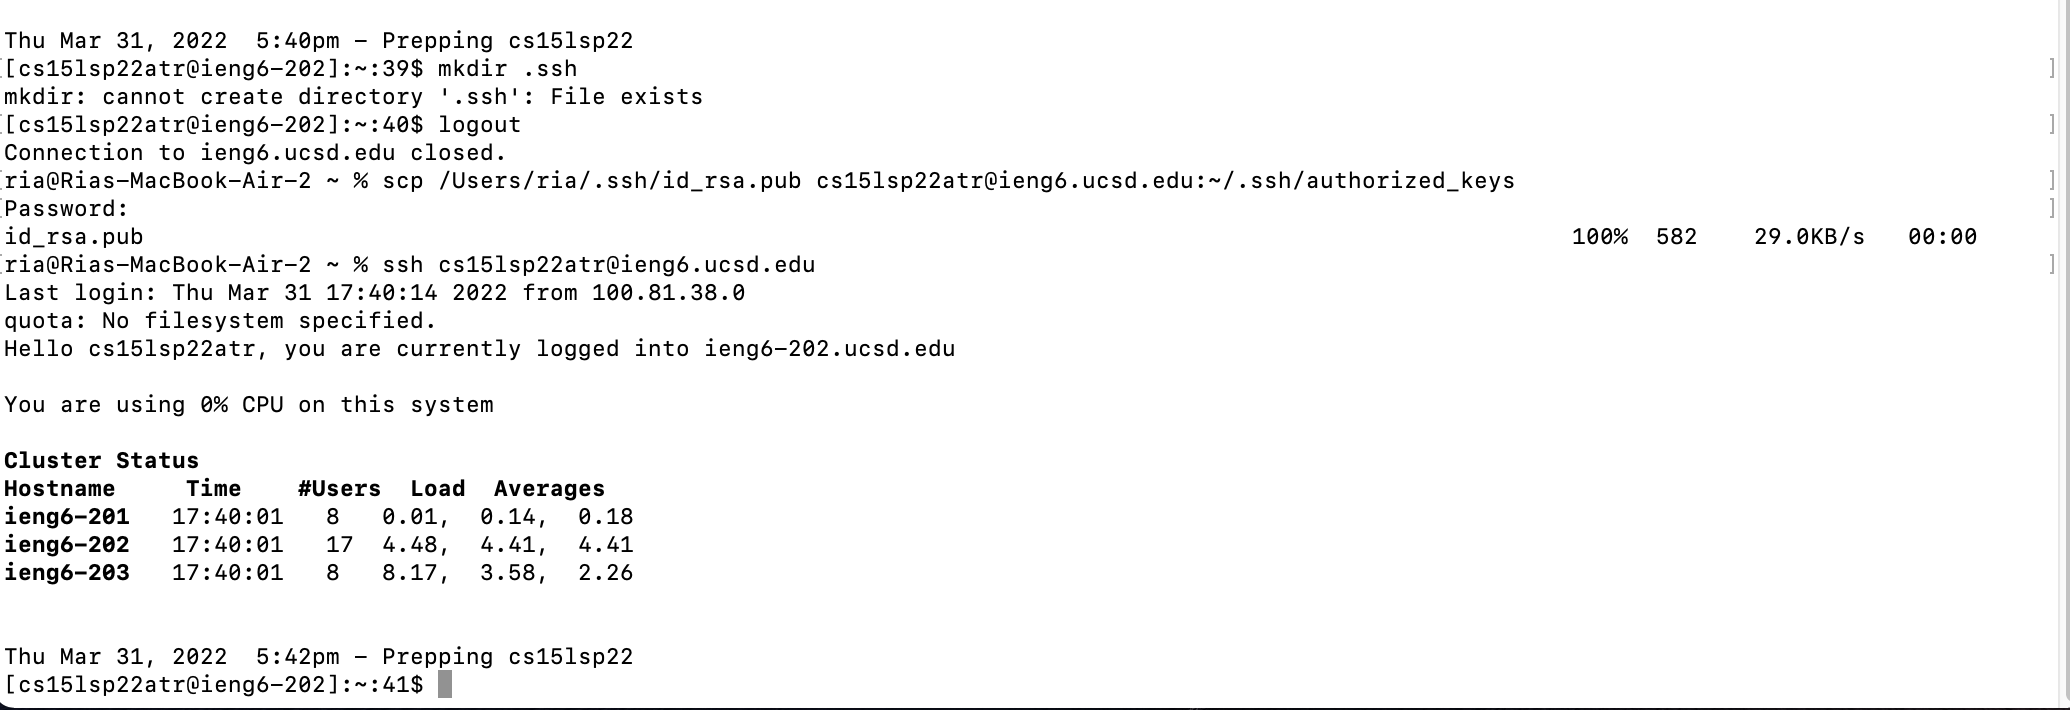 Thu Mar 31, 2022  5:40pm – Prepping cs15lsp22
[cs15lsp22atr@ieng6-202]:~:39$ mkdir .ssh
mkdir: cannot create directory '.ssh': File exists
[cs15lsp22atr@ieng6-202]:~:40$ logout
Connection to ieng6.ucsd.edu closed.
ria@Rias-MacBook-Air-2 ~ % scp /Users/ria/.ssh/id_rsa.pub cs15lsp22atr@ieng6.ucsd.edu:~/.ssh/authorized_keys
Password:
id_rsa.pub 100%  582    29.0KB/s   00:00
ria@Rias-MacBook-Air-2 ~ % ssh cs15lsp22atr@ieng6.ucsd.edu
Last login: Thu Mar 31 17:40:14 2022 from 100.81.38.0
quota: No filesystem specified.
Hello cs15lsp22atr, you are currently logged into ieng6-202.ucsd.edu
You are using 0% CPU on this system
Cluster Status
Hostname     Time    #Users  Load  Averages
ieng6-201   17:40:01   8   0.01,  0.14,  0.18
ieng6-202   17:40:01   17  4.48,  4.41,  4.41
ieng6-203   17:40:01   8   8.17,  3.58,  2.26
Thu Mar 31, 2022  5:42pm – Prepping cs15lsp22
[cs15lsp22atr@ieng6-202]:~:41$